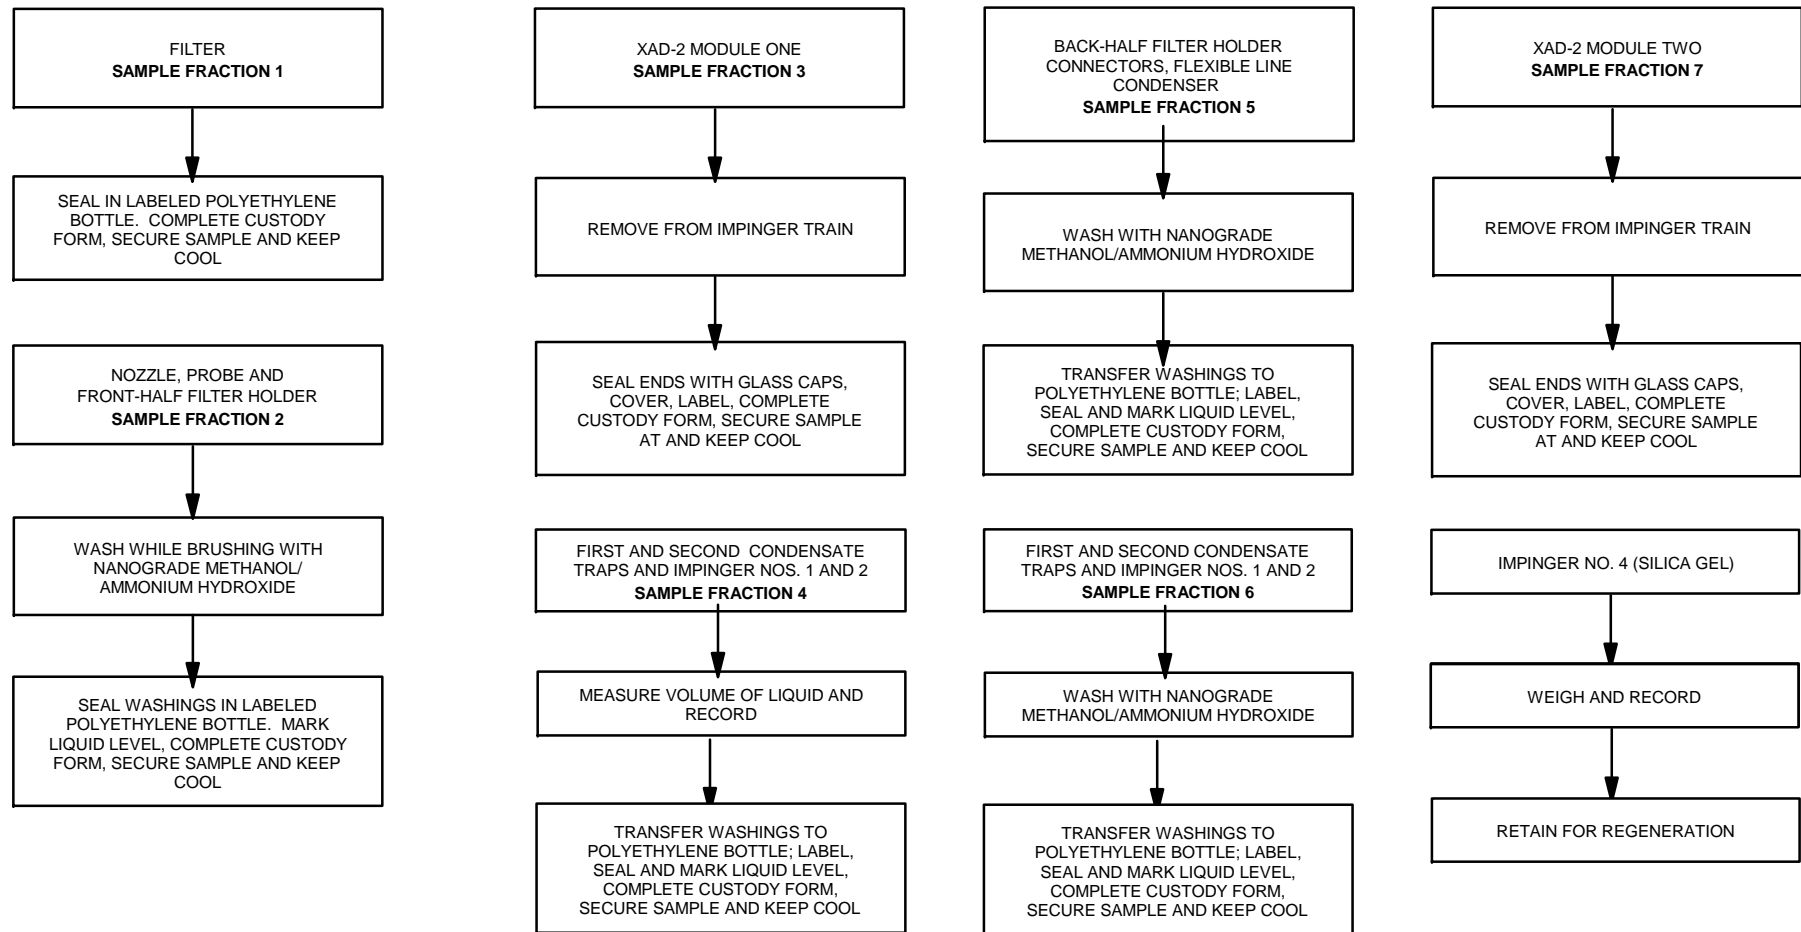 FILTER
SAMPLE FRACTION 1
SEAL IN LABELED POLYETHYLENE
BOTTLE. COMPLETE CUSTODY
FORM, SECURE SAMPLE AND KEEP
COOL
NOZZLE, PROBE AND
FRONT-HALF FILTER HOLDER
SAMPLE FRACTION 2
WASH WHILE BRUSHING WITH
NANOGRADE METHANOL/
AMMONIUM HYDROXIDE
SEAL WASHINGS IN LABELED
POLYETHYLENE BOTTLE. MARK
LIQUID LEVEL, COMPLETE CUSTODY
FORM, SECURE SAMPLE AND KEEP
COOL
XAD-2 MODULE ONE
SAMPLE FRACTION 3
REMOVE FROM IMPINGER TRAIN
SEAL ENDS WITH GLASS CAPS,
COVER, LABEL, COMPLETE
CUSTODY FORM, SECURE SAMPLE
AT AND KEEP COOL
FIRST AND SECOND CONDENSATE
TRAPS AND IMPINGER NOS. 1 AND 2
SAMPLE FRACTION 4
MEASURE VOLUME OF LIQUID AND
RECORD
TRANSFER WASHINGS TO
POLYETHYLENE BOTTLE; LABEL,
SEAL AND MARK LIQUID LEVEL,
COMPLETE CUSTODY FORM,
SECURE SAMPLE AND KEEP COOL
BACK-HALF FILTER HOLDER
CONNECTORS, FLEXIBLE LINE
CONDENSER
SAMPLE FRACTION 5
WASH WITH NANOGRADE
METHANOL/AMMONIUM HYDROXIDE
TRANSFER WASHINGS TO
POLYETHYLENE BOTTLE; LABEL,
SEAL AND MARK LIQUID LEVEL,
COMPLETE CUSTODY FORM,
SECURE SAMPLE AND KEEP COOL
FIRST AND SECOND CONDENSATE
TRAPS AND IMPINGER NOS. 1 AND 2
SAMPLE FRACTION 6
WASH WITH NANOGRADE
METHANOL/AMMONIUM HYDROXIDE
TRANSFER WASHINGS TO
POLYETHYLENE BOTTLE; LABEL,
SEAL AND MARK LIQUID LEVEL,
COMPLETE CUSTODY FORM,
SECURE SAMPLE AND KEEP COOL
XAD-2 MODULE TWO
SAMPLE FRACTION 7
REMOVE FROM IMPINGER TRAIN
SEAL ENDS WITH GLASS CAPS,
COVER, LABEL, COMPLETE
CUSTODY FORM, SECURE SAMPLE
AT AND KEEP COOL
IMPINGER NO. 4 (SILICA GEL)
WEIGH AND RECORD
RETAIN FOR REGENERATION